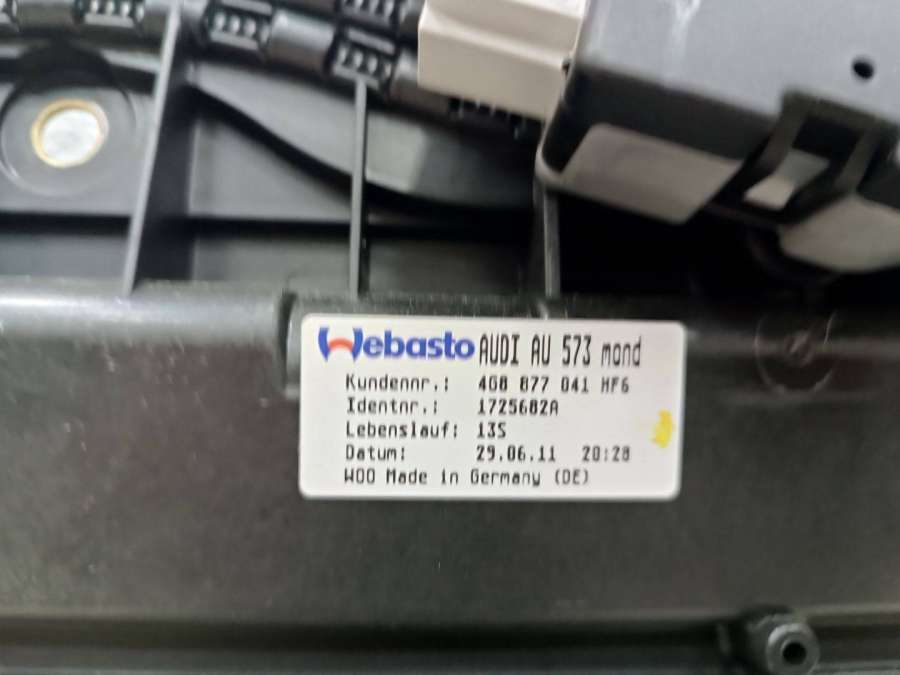 Webasto AUDI AU 573 mond
Kundennr.: 4G8 877 041 HF6
Identnr.: 1725682A
Lebenslauf: 13S
Datum: 29.06.11 20:28
WOO Made in Germany (DE)